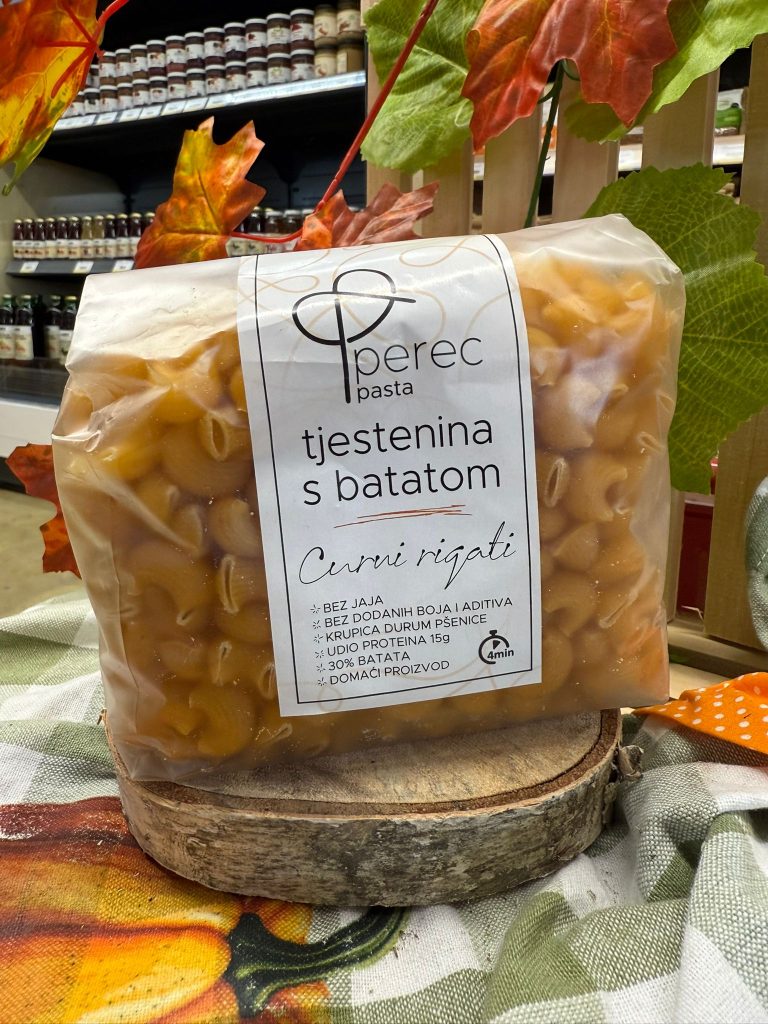 perec
pasta
tjestenina
s batatom
Curni rigati
BEZ JAJA
BEZ DODANIH BOJA I ADITIVA
KRUPICA DURUM PŠENICE
UDIO PROTEINA 15g
30% BATATA
DOMAĆI PROIZVOD
4min